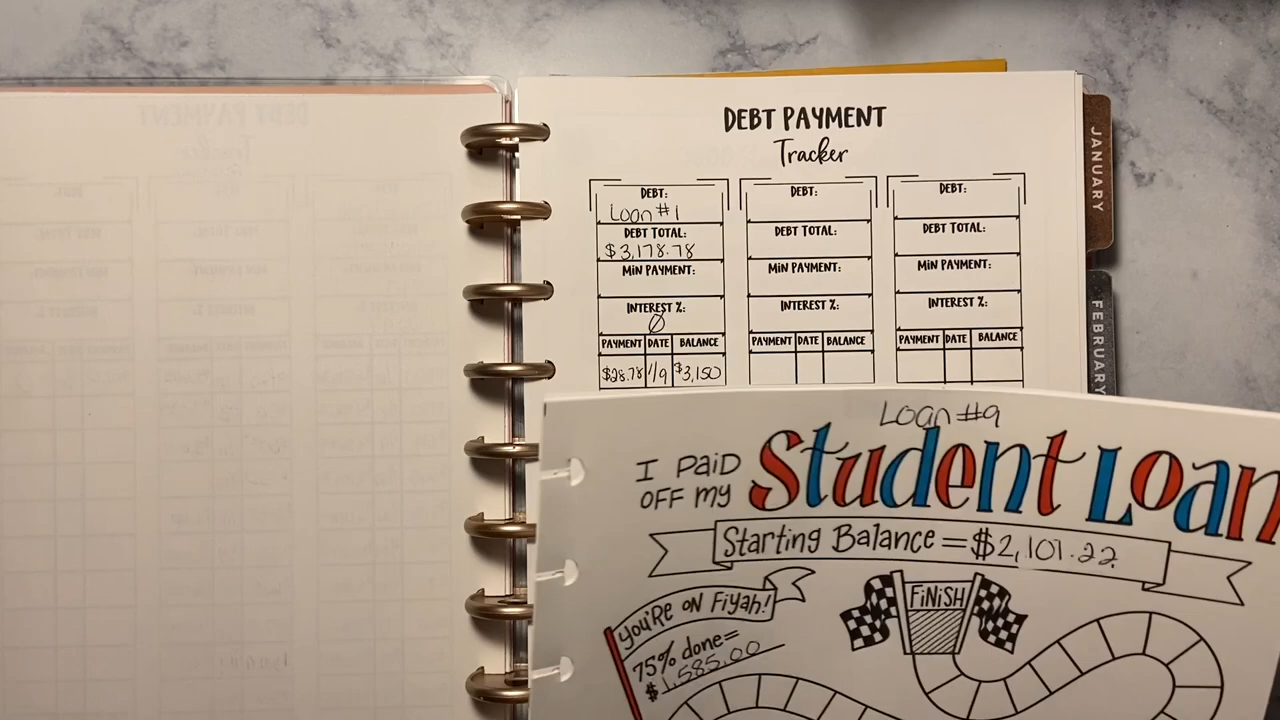 DEBT PAYMENT
Tracker
DEBT: DEBT: DEBT:
Loan #1
DEBT TOTAL: DEBT TOTAL: DEBT TOTAL:
$3,178.78
MIN PAYMENT: MIN PAYMENT: MIN PAYMENT:
INTEREST %: INTEREST %: INTEREST %:
Ø
PAYMENT DATE BALANCE PAYMENT DATE BALANCE PAYMENT DATE BALANCE
$28.78 1/9 $3,150
JANUARY
FEBRUARY
Loan #9
I PAID
OFF MY Student Loan
Starting Balance = $2,101.22
YOU'RE ON FIYAH!
FINISH
75% done=
$1,585.00